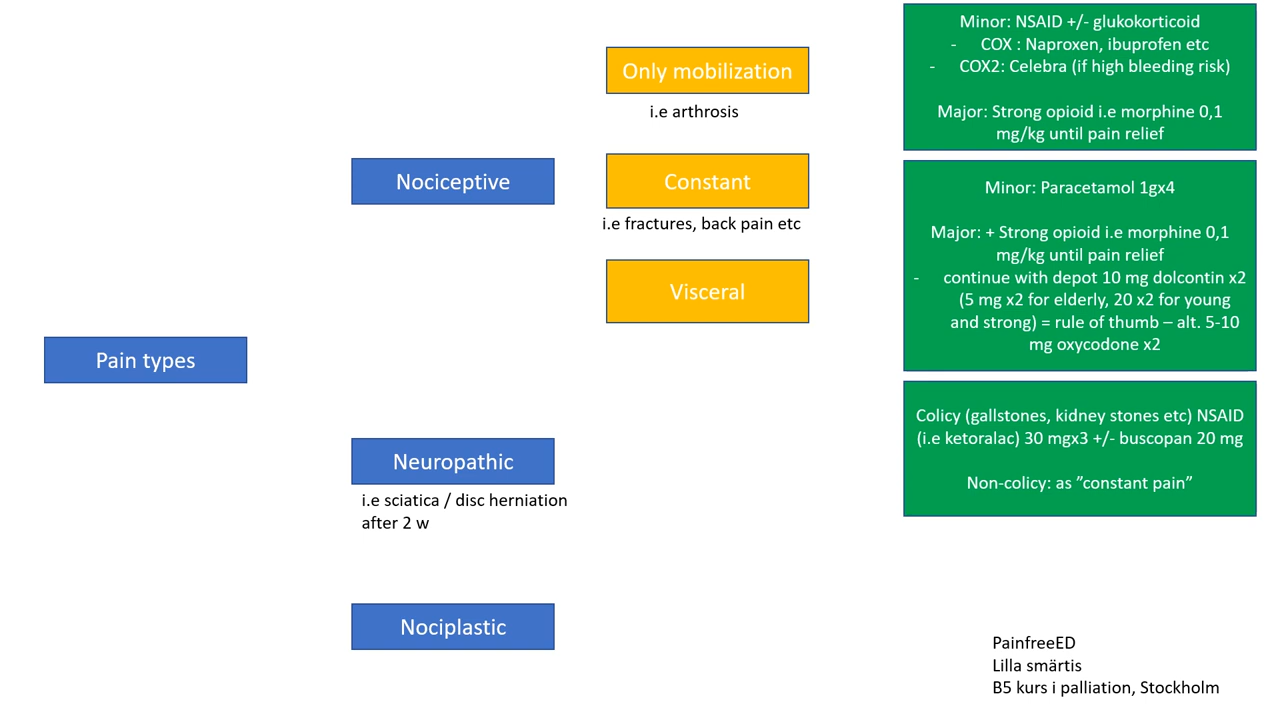 Pain types
Nociceptive
Only mobilization
i.e arthrosis
Constant
i.e fractures, back pain etc
Visceral
Neuropathic
i.e sciatica / disc herniation
after 2 w
Nociplastic
Minor: NSAID +/- glukokorticoid
- COX : Naproxen, ibuprofen etc
- COX2: Celebra (if high bleeding risk)
Major: Strong opioid i.e morphine 0,1
mg/kg until pain relief
Minor: Paracetamol 1gx4
Major: + Strong opioid i.e morphine 0,1
mg/kg until pain relief
- continue with depot 10 mg dolcontin x2
(5 mg x2 for elderly, 20 x2 for young
and strong) = rule of thumb – alt. 5-10
mg oxycodone x2
Colicy (gallstones, kidney stones etc) NSAID
(i.e ketoralac) 30 mgx3 +/- buscopan 20 mg
Non-colicy: as ”constant pain”
PainfreeED
Lilla smärtis
B5 kurs i palliation, Stockholm